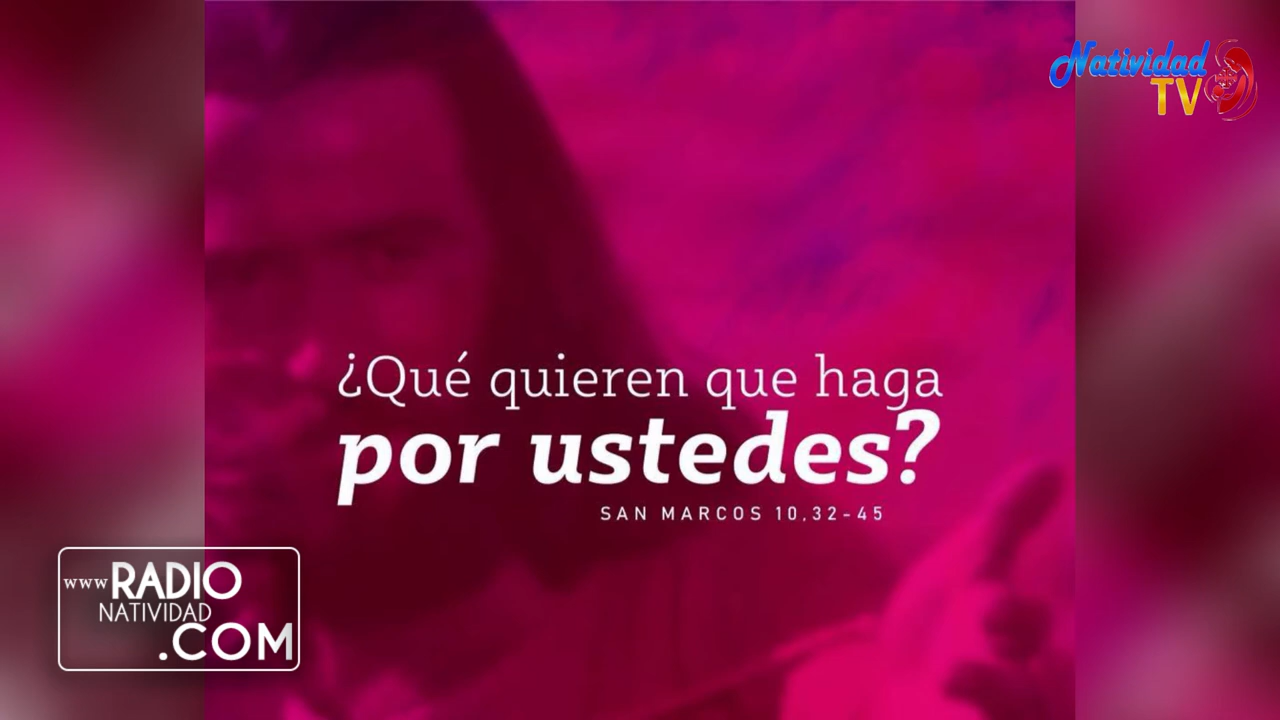 Natividad
TV
¿Qué quieren que haga
por ustedes?
SAN MARCOS 10,32-45
www RADIO
NATIVIDAD
.COM